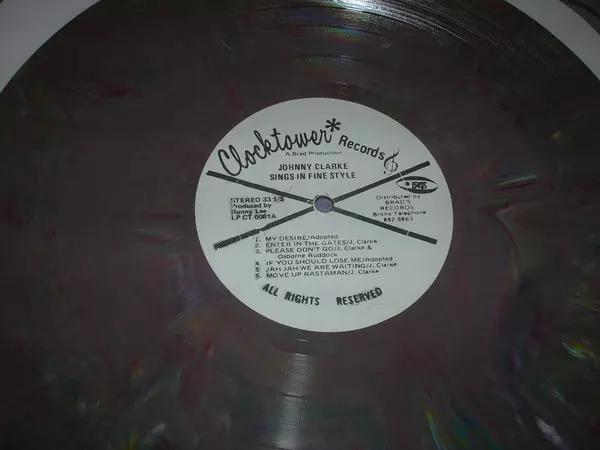 Clocktower* Records
A Brad Production
JOHNNY CLARKE
SINGS IN FINE STYLE
STEREO 33 1/3
Produced by
Bunny Lee
LP CT 0081A
Distributed by
BRAD'S
RECORDS
Bronx Telephone
882 9863
1. MY DESIRE/Adopted
2. ENTER IN THE GATES/J. Clarke
3. PLEASE DON'T GO/J. Clarke &
Osborne Ruddock
4. IF YOU SHOULD LOSE ME/Adopted
5 JAH JAH WE ARE WAITING/J. Clarke
6. MOVE UP RASTAMAN/J. Clarke
ALL RIGHTS RESERVED